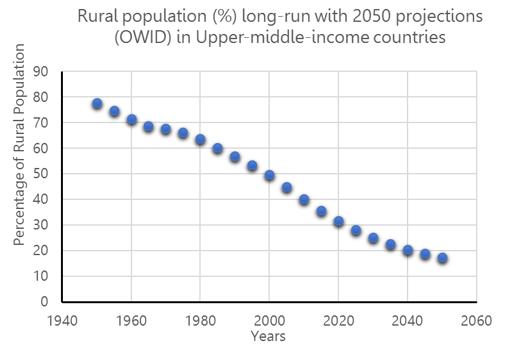 Rural population (%) long-run with 2050 projections
(OWID) in Upper-middle-income countries
Percentage of Rural Population
90
80
70
60
50
40
30
20
10
0
1940 1960 1980 2000 2020 2040 2060
Years